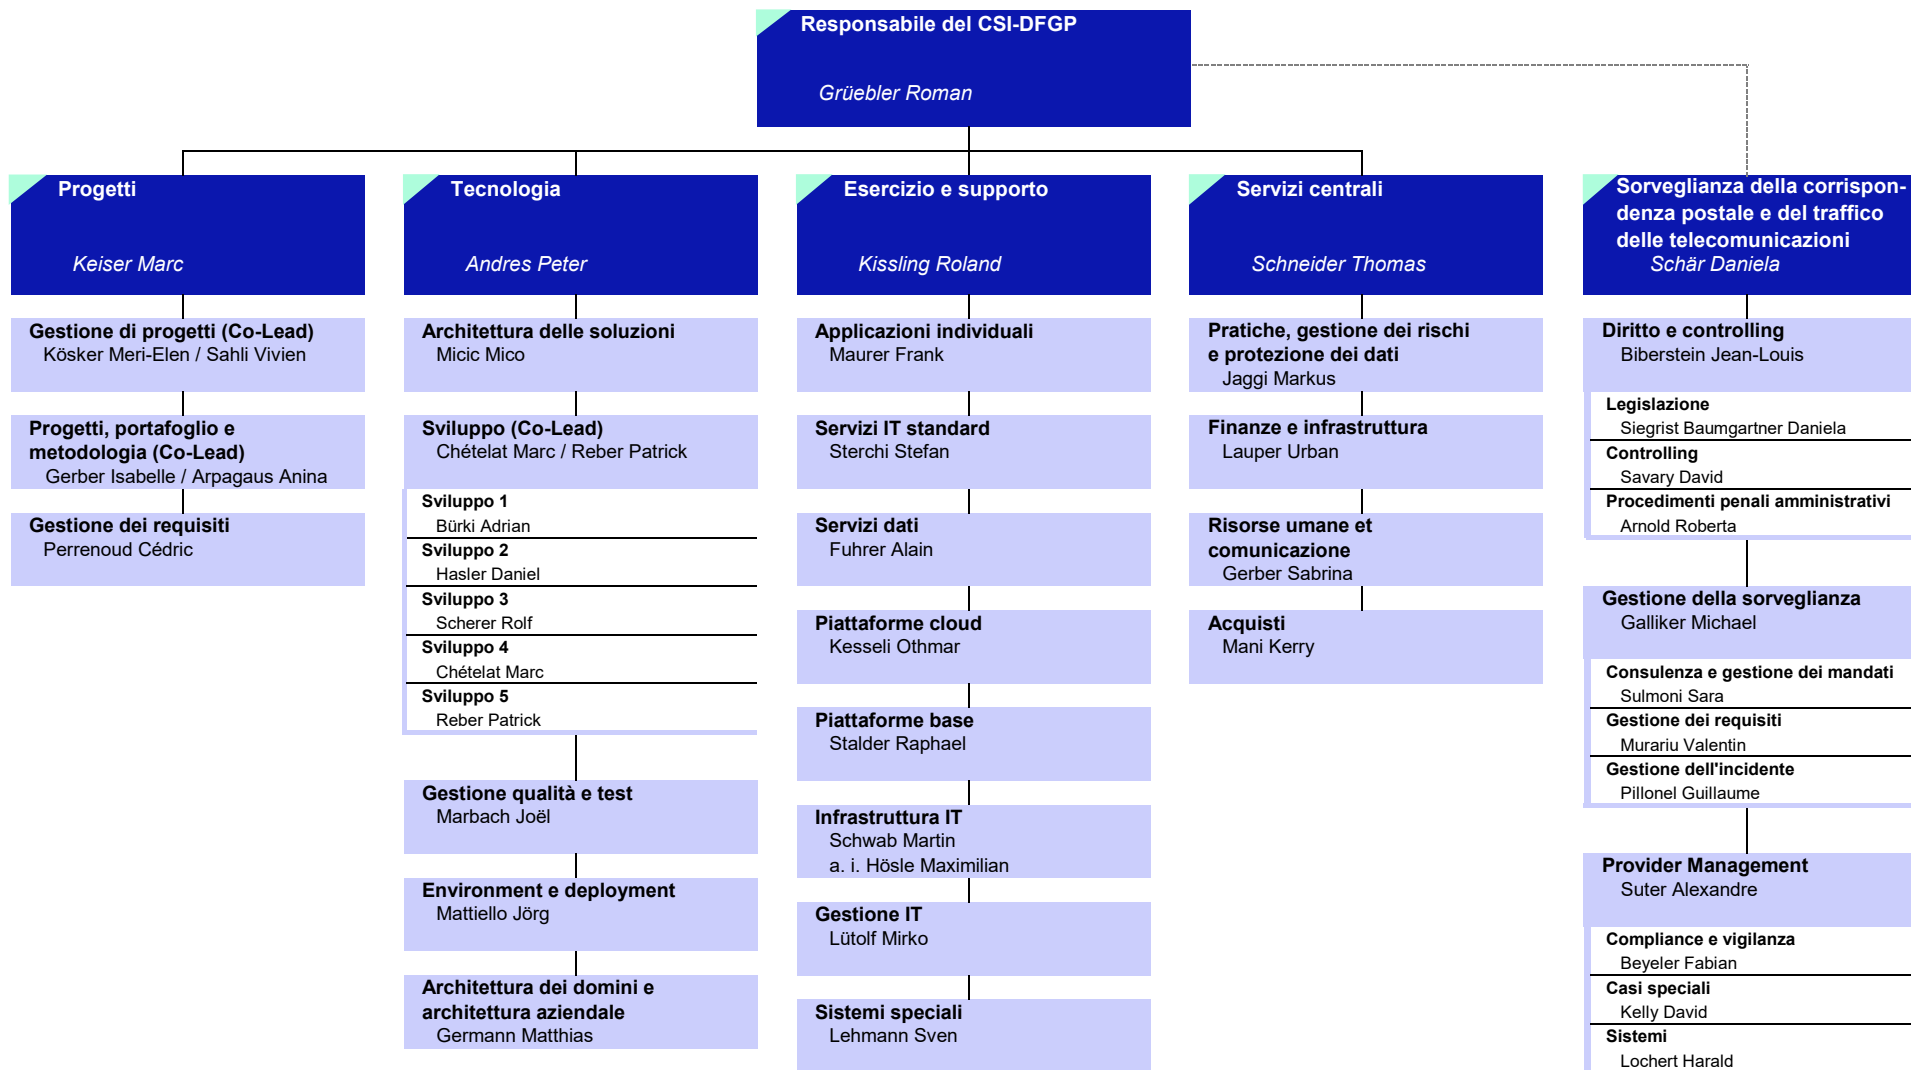 Responsabile del CSI-DFGP
Grüebler Roman
Progetti
Keiser Marc
Gestione di progetti (Co-Lead)
Kösker Meri-Elen / Sahli Vivien
Progetti, portafoglio e
metodologia (Co-Lead)
Gerber Isabelle / Arpagaus Anina
Gestione dei requisiti
Perrenoud Cédric
Tecnologia
Andres Peter
Architettura delle soluzioni
Micic Mico
Sviluppo (Co-Lead)
Chételat Marc / Reber Patrick
Sviluppo 1
Bürki Adrian
Sviluppo 2
Hasler Daniel
Sviluppo 3
Scherer Rolf
Sviluppo 4
Chételat Marc
Sviluppo 5
Reber Patrick
Gestione qualità e test
Marbach Joël
Environment e deployment
Mattiello Jörg
Architettura dei domini e
architettura aziendale
Germann Matthias
Esercizio e supporto
Kissling Roland
Applicazioni individuali
Maurer Frank
Servizi IT standard
Sterchi Stefan
Servizi dati
Fuhrer Alain
Piattaforme cloud
Kesseli Othmar
Piattaforme base
Stalder Raphael
Infrastruttura IT
Schwab Martin
a. i. Hösle Maximilian
Gestione IT
Lütolf Mirko
Sistemi speciali
Lehmann Sven
Servizi centrali
Schneider Thomas
Pratiche, gestione dei rischi
e protezione dei dati
Jaggi Markus
Finanze e infrastruttura
Lauper Urban
Risorse umane et
comunicazione
Gerber Sabrina
Acquisti
Mani Kerry
Sorveglianza della corrispon-
denza postale e del traffico
delle telecomunicazioni
Schär Daniela
Diritto e controlling
Biberstein Jean-Louis
Legislazione
Siegrist Baumgartner Daniela
Controlling
Savary David
Procedimenti penali amministrativi
Arnold Roberta
Gestione della sorveglianza
Galliker Michael
Consulenza e gestione dei mandati
Sulmoni Sara
Gestione dei requisiti
Murariu Valentin
Gestione dell'incidente
Pillonel Guillaume
Provider Management
Suter Alexandre
Compliance e vigilanza
Beyeler Fabian
Casi speciali
Kelly David
Sistemi
Lochert Harald